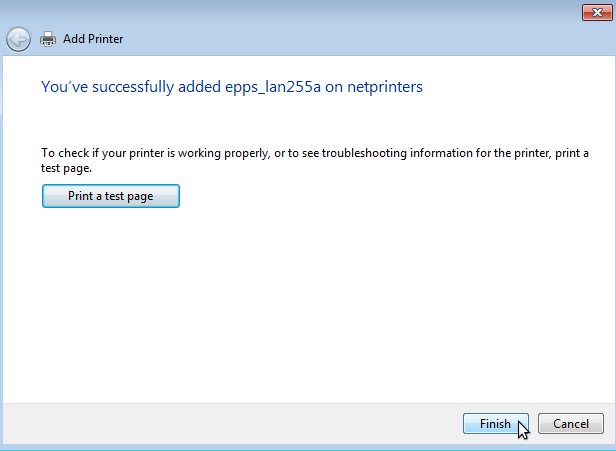 Add Printer
You've successfully added epps_lan255a on netprinters
To check if your printer is working properly, or to see troubleshooting information for the printer, print a
test page.
Print a test page
Finish
Cancel